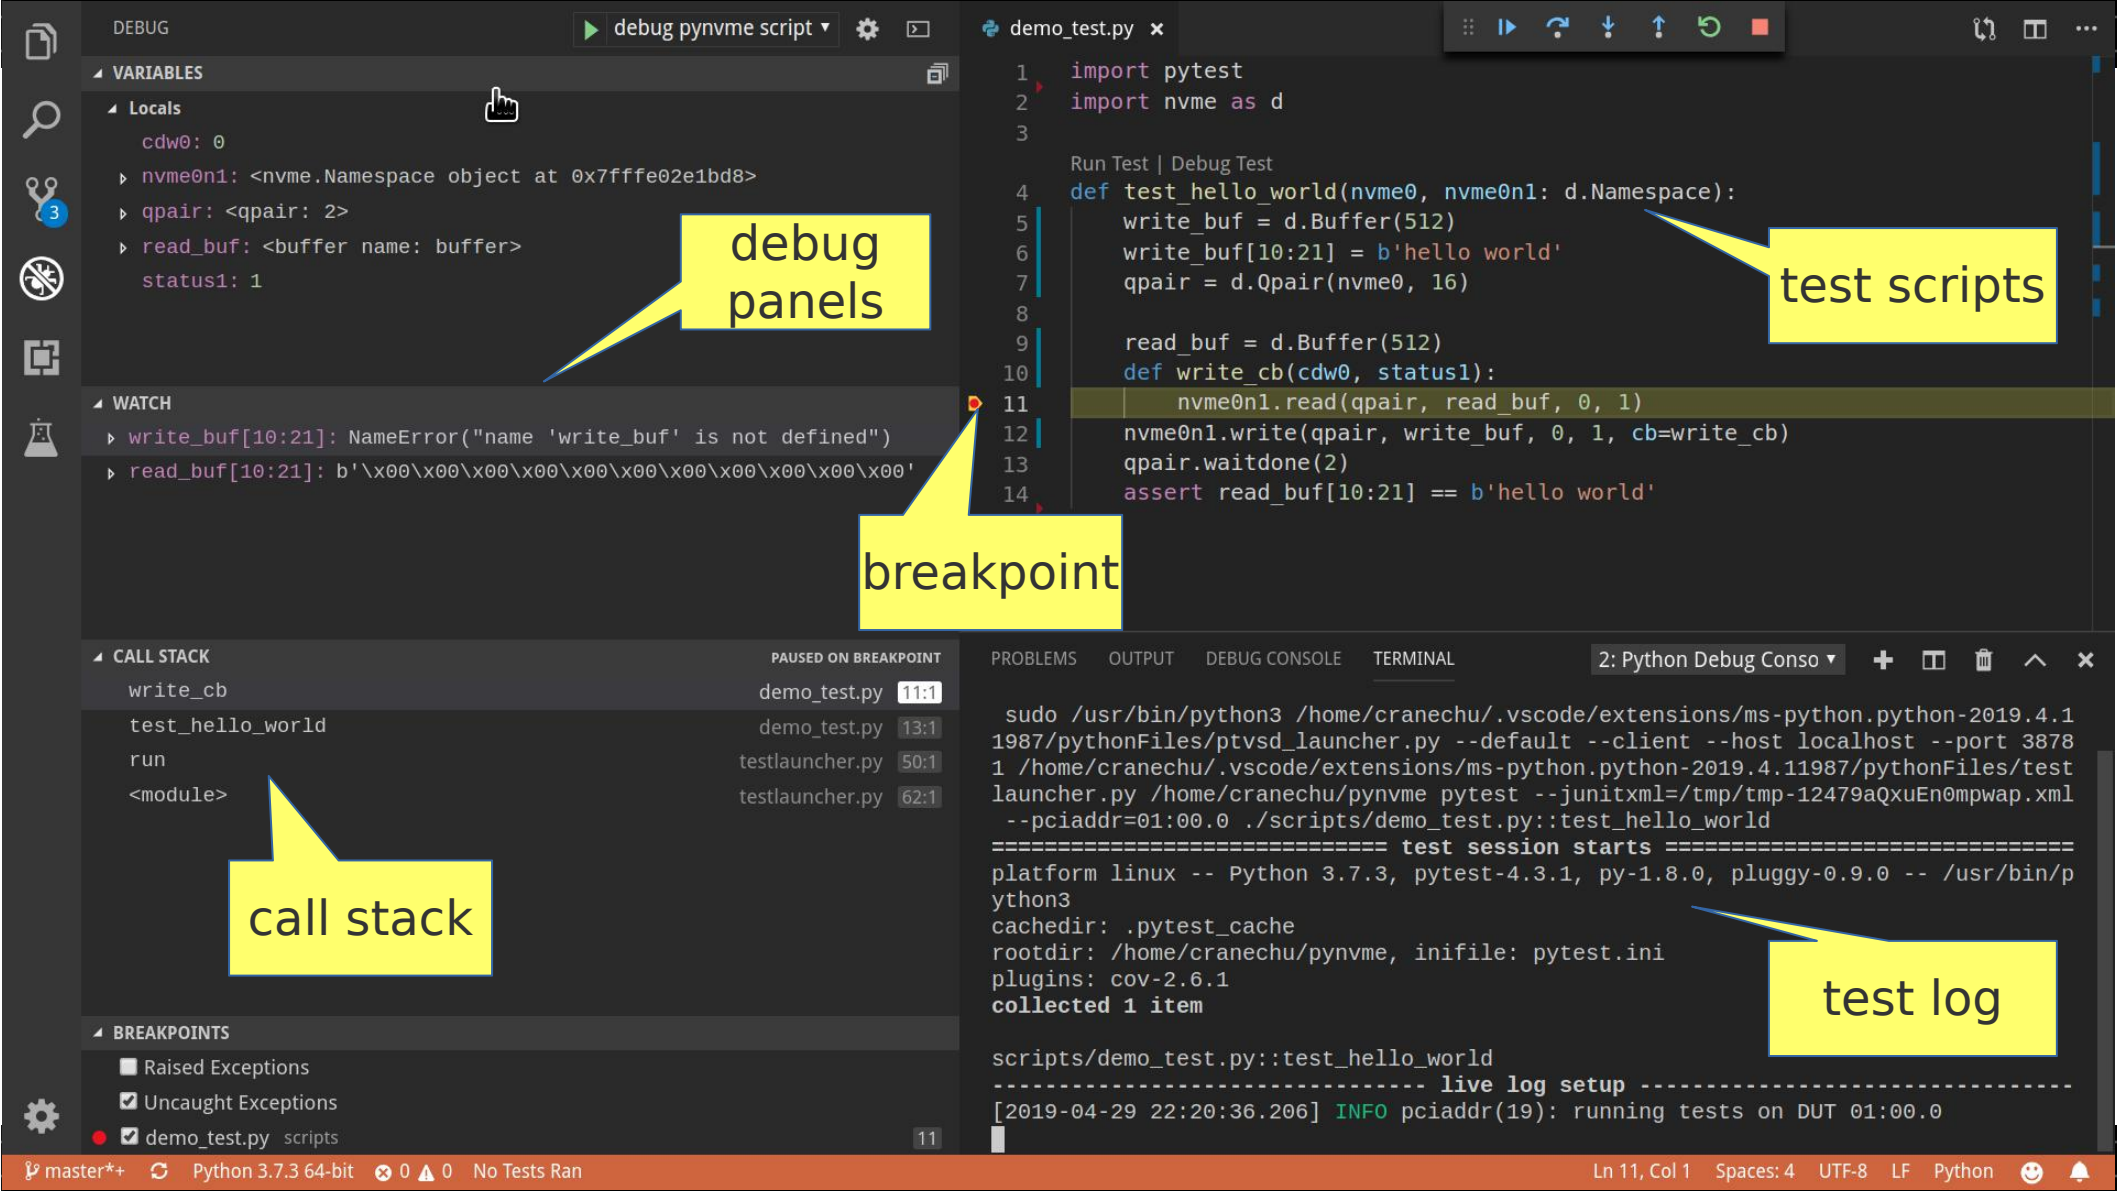 DEBUG
debug pynvme script
VARIABLES
Locals
cdw0: 0
nvme0n1: <nvme.Namespace object at 0x7fffe02e1bd8>
qpair: <qpair: 2>
read_buf: <buffer name: buffer>
status1: 1
debug
panels
WATCH
write_buf[10:21]: NameError("name 'write_buf' is not defined")
read_buf[10:21]: b'\x00\x00\x00\x00\x00\x00\x00\x00\x00\x00\x00'
CALL STACK PAUSED ON BREAKPOINT
write_cb demo_test.py 11:1
test_hello_world demo_test.py 13:1
run testlauncher.py 50:1
<module> testlauncher.py 62:1
call stack
BREAKPOINTS
Raised Exceptions
Uncaught Exceptions
demo_test.py scripts 11
demo_test.py
1 import pytest
2 import nvme as d
3
Run Test | Debug Test
4 def test_hello_world(nvme0, nvme0n1: d.Namespace):
5 write_buf = d.Buffer(512)
6 write_buf[10:21] = b'hello world'
7 qpair = d.Qpair(nvme0, 16)
8
9 read_buf = d.Buffer(512)
10 def write_cb(cdw0, status1):
11 nvme0n1.read(qpair, read_buf, 0, 1)
12 nvme0n1.write(qpair, write_buf, 0, 1, cb=write_cb)
13 qpair.waitdone(2)
14 assert read_buf[10:21] == b'hello world'
test scripts
breakpoint
PROBLEMS OUTPUT DEBUG CONSOLE TERMINAL 2: Python Debug Conso
sudo /usr/bin/python3 /home/cranechu/.vscode/extensions/ms-python.python-2019.4.1
1987/pythonFiles/ptvsd_launcher.py --default --client --host localhost --port 3878
1 /home/cranechu/.vscode/extensions/ms-python.python-2019.4.11987/pythonFiles/test
launcher.py /home/cranechu/pynvme pytest --junitxml=/tmp/tmp-12479aQxuEn0mpwap.xml
--pciaddr=01:00.0 ./scripts/demo_test.py::test_hello_world
============================== test session starts ===============================
platform linux -- Python 3.7.3, pytest-4.3.1, py-1.8.0, pluggy-0.9.0 -- /usr/bin/p
ython3
cachedir: .pytest_cache
rootdir: /home/cranechu/pynvme, inifile: pytest.ini
plugins: cov-2.6.1
collected 1 item
scripts/demo_test.py::test_hello_world
--------------------------------- live log setup ---------------------------------
[2019-04-29 22:20:36.206] INFO pciaddr(19): running tests on DUT 01:00.0
test log
3
master*+ Python 3.7.3 64-bit 0 0 No Tests Ran Ln 11, Col 1 Spaces: 4 UTF-8 LF Python